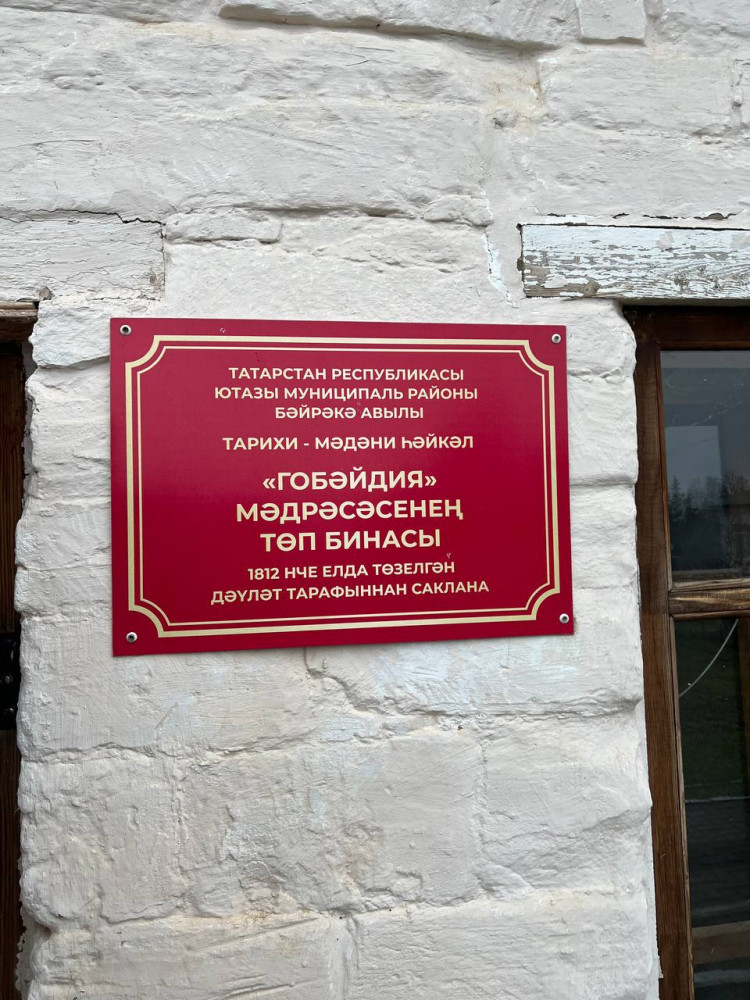 ТАТАРСТАН РЕСПУБЛИКАСЫ
ЮТАЗЫ МУНИЦИПАЛЬ РАЙОНЫ
БӘЙРӘКӘ АВЫЛЫ
ТАРИХИ - МӘДӘНИ ҺӘЙКӘЛ
«ГОБӘЙДИЯ»
МӘДРӘСӘСЕНЕҢ
ТӨП БИНАСЫ
1812 НЧЕ ЕЛДА ТӨЗЕЛГӘН
ДӘҮЛӘТ ТАРАФЫННАН САКЛАНА